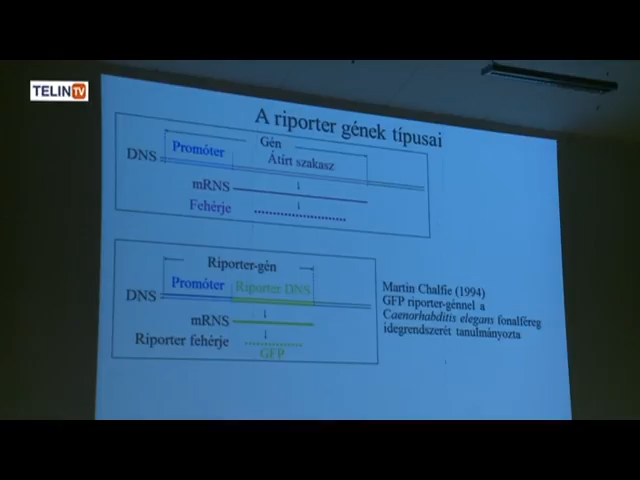 TELIN TV
A riporter gének típusai
Gén
Promóter
Átírt szakasz
DNS
mRNS
↓
Fehérje
↓
Riporter-gén
Promóter
Riporter DNS
DNS
↓
mRNS
↓
Riporter fehérje
GFP
Martin Chalfie (1994)
GFP riporter-génnel a
Caenorhabditis elegans fonalféreg
idegrendszerét tanulmányozta